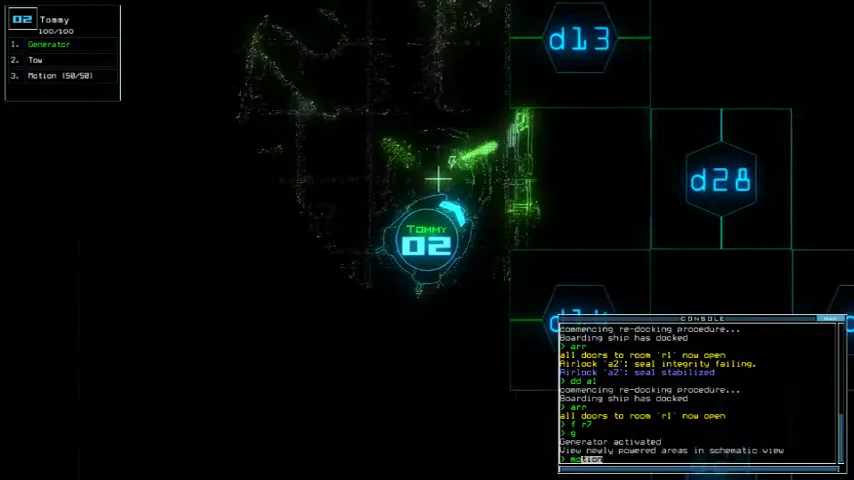 02 Tommy
100/100
1. Generator
2. Tow
3. Motion (50/50)
d13
d28
TOMMY
02
CONSOLE
commencing re-docking procedure...
Boarding ship has docked
> arr
all doors to room 'r1' now open
Airlock 'a2': seal integrity failing.
Airlock 'a2': seal stabilized
> dd a1
commencing re-docking procedure...
Boarding ship has docked
> arr
all doors to room 'r1' now open
> f r2
> g
Generator activated
View newly powered areas in schematic view
> motion